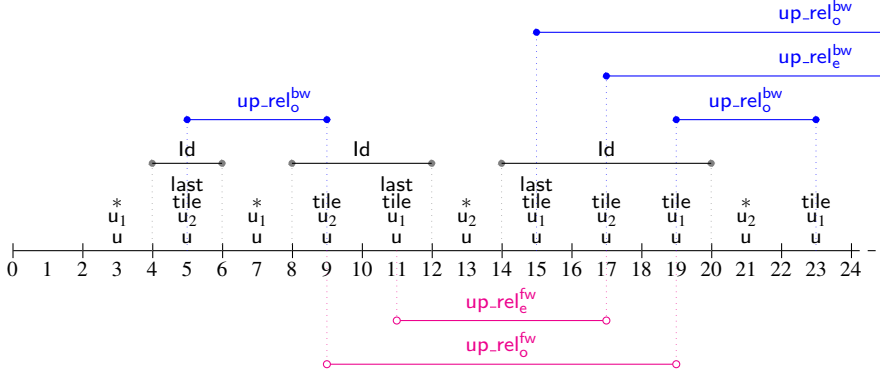 up_rel_o^bw
up_rel_e^bw
up_rel_o^bw up_rel_o^bw
Id Id Id
last last last
* tile * tile tile * tile tile tile * tile
u₁ u₂ u₁ u₂ u₁ u₂ u₁ u₂ u₁ u₂ u₁
u u u u u u u u u u u
0 1 2 3 4 5 6 7 8 9 10 11 12 13 14 15 16 17 18 19 20 21 22 23 24
up_rel_e^fw
up_rel_o^fw